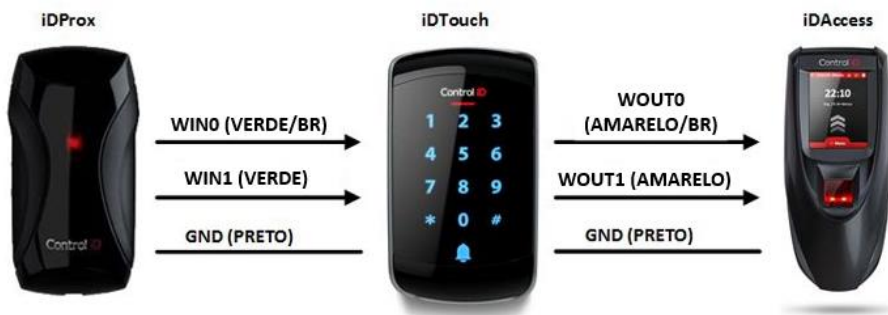 iDProx
iDTouch
iDAccess
WIN0 (VERDE/BR)
WIN1 (VERDE)
GND (PRETO)
WOUT0
(AMARELO/BR)
WOUT1 (AMARELO)
GND (PRETO)
Control iD
Control iD
1 2 3
4 5 6
7 8 9
* 0 #
Control iD
22:10